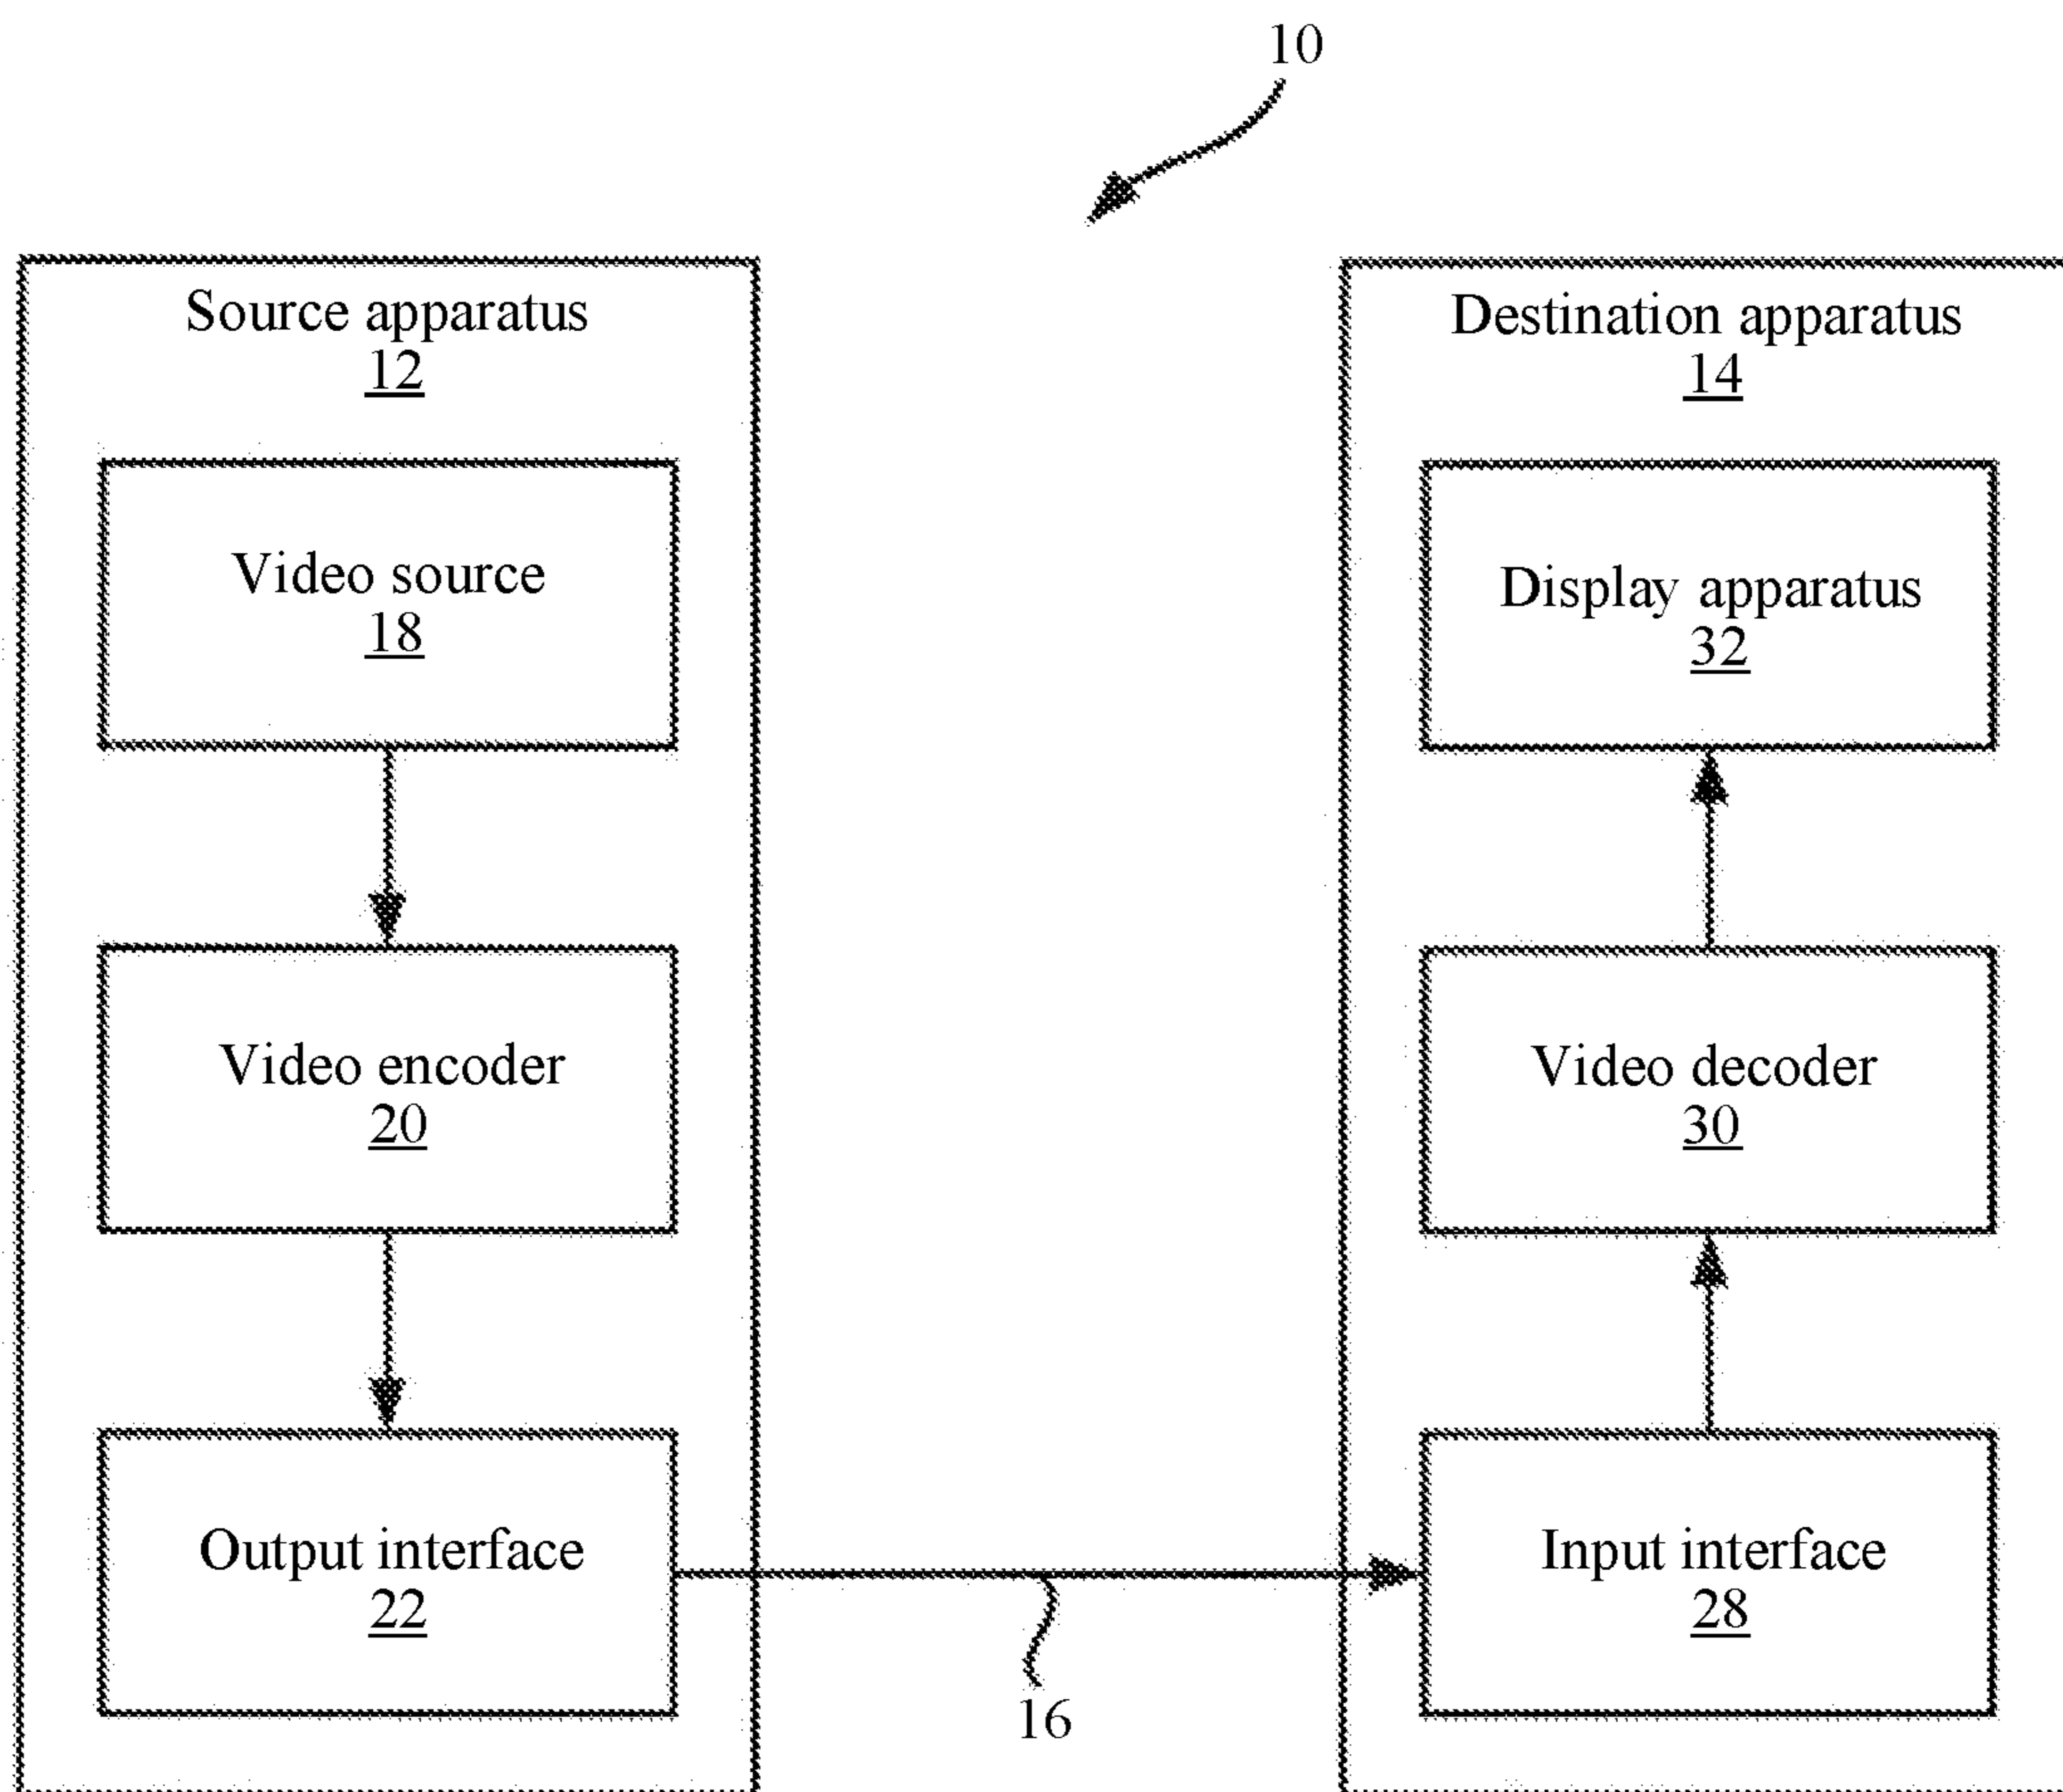 10
Source apparatus
12
Video source
18
Video encoder
20
Output interface
22
16
Destination apparatus
14
Display apparatus
32
Video decoder
30
Input interface
28